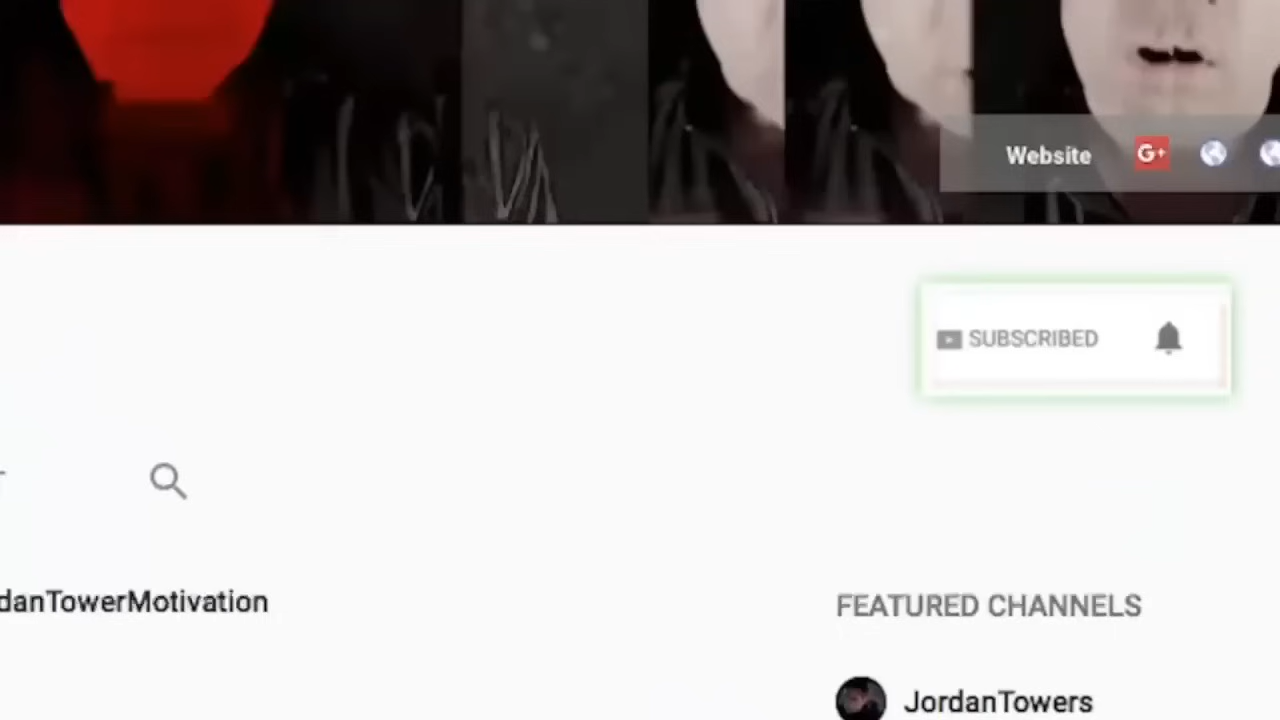 Website G+
SUBSCRIBED
danTowerMotivation
FEATURED CHANNELS
JordanTowers